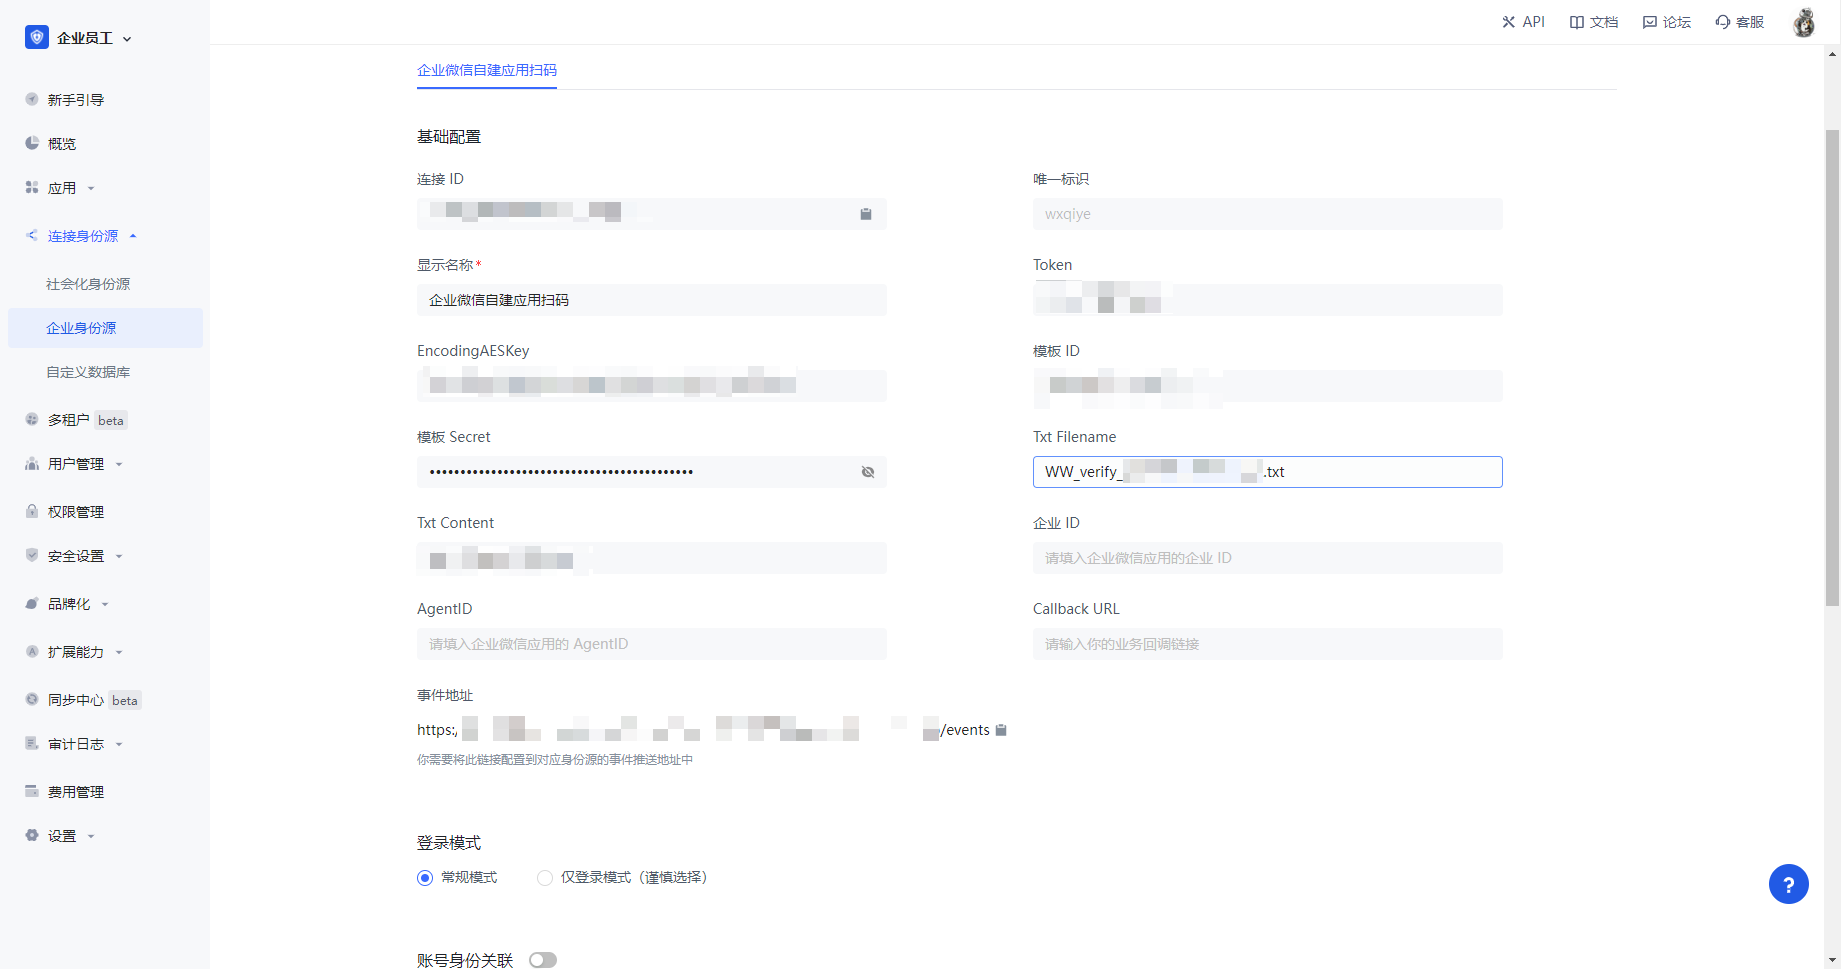 企业员工
API
文档
论坛
客服
新手引导
概览
应用
连接身份源
社会化身份源
企业身份源
自定义数据库
多租户 beta
用户管理
权限管理
安全设置
品牌化
扩展能力
同步中心 beta
审计日志
费用管理
设置
企业微信自建应用扫码
基础配置
连接 ID
唯一标识
wxqiye
显示名称*
Token
企业微信自建应用扫码
EncodingAESKey
模板 ID
模板 Secret
Txt Filename
••••••••••••••••••••••••••••••••••••••••••••
WW_verify_ .txt
Txt Content
企业 ID
请填入企业微信应用的企业 ID
AgentID
Callback URL
请填入企业微信应用的 AgentID
请输入你的业务回调链接
事件地址
https:/ /events
你需要将此链接配置到对应身份源的事件推送地址中
登录模式
常规模式
仅登录模式（谨慎选择）
账号身份关联
?